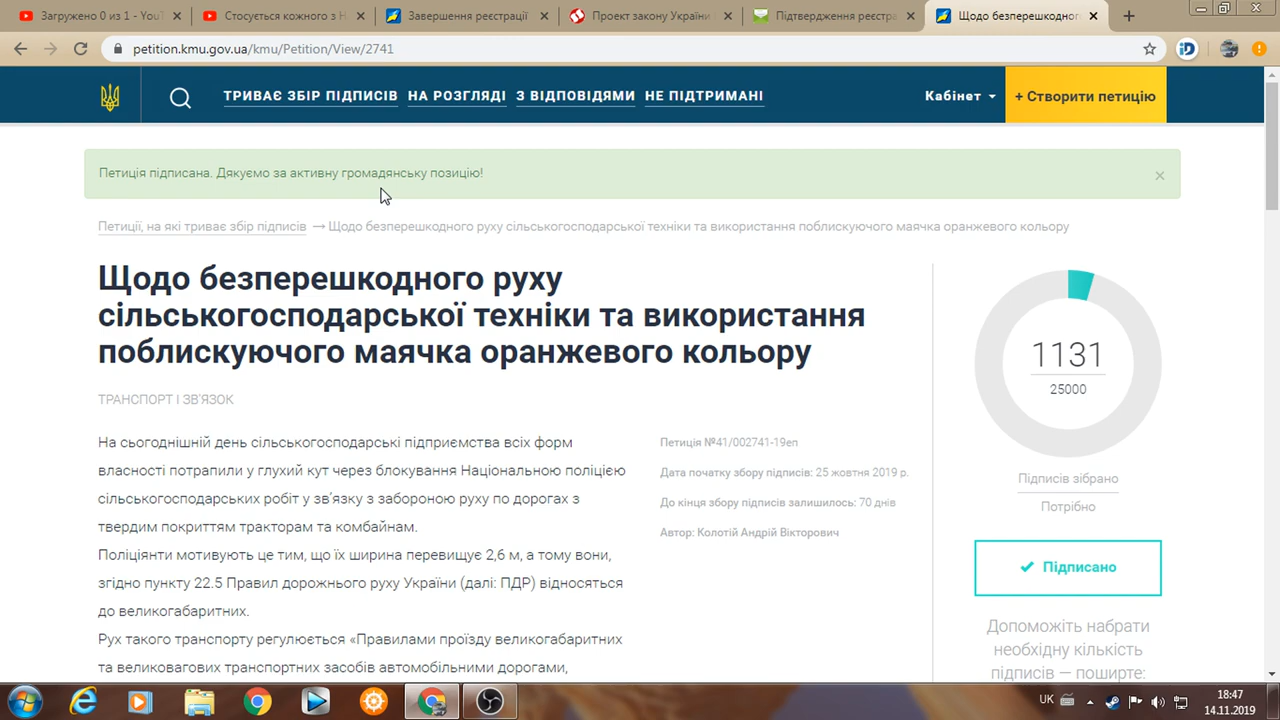 Загружено 0 из 1 - YouT
Стосується кожного з Н
Завершення реєстрації
Проект закону України
Підтвердження реєстра
Щодо безперешкодного
petition.kmu.gov.ua/kmu/Petition/View/2741
ТРИВАЄ ЗБІР ПІДПИСІВ НА РОЗГЛЯДІ З ВІДПОВІДЯМИ НЕ ПІДТРИМАНІ
Кабінет
+ Створити петицію
Петиція підписана. Дякуємо за активну громадянську позицію!
Петиції, на які триває збір підписів → Щодо безперешкодного руху сільськогосподарської техніки та використання поблискуючого маячка оранжевого кольору
Щодо безперешкодного руху
сільськогосподарської техніки та використання
поблискуючого маячка оранжевого кольору
ТРАНСПОРТ І ЗВ'ЯЗОК
На сьогоднішній день сільськогосподарські підприємства всіх форм
власності потрапили у глухий кут через блокування Національною поліцією
сільськогосподарських робіт у зв'язку з забороною руху по дорогах з
твердим покриттям тракторам та комбайнам.
Поліціянти мотивують це тим, що їх ширина перевищує 2,6 м, а тому вони,
згідно пункту 22.5 Правил дорожнього руху України (далі: ПДР) відносяться
до великогабаритних.
Рух такого транспорту регулюється «Правилами проїзду великогабаритних
та великовагових транспортних засобів автомобільними дорогами,
Петиція №41/002741-19еп
Дата початку збору підписів: 25 жовтня 2019 р.
До кінця збору підписів залишилось: 70 днів
Автор: Колотій Андрій Вікторович
1131
25000
Підписів зібрано
Потрібно
Підписано
Допоможіть набрати
необхідну кількість
підписів — поширте:
UK
18:47
14.11.2019